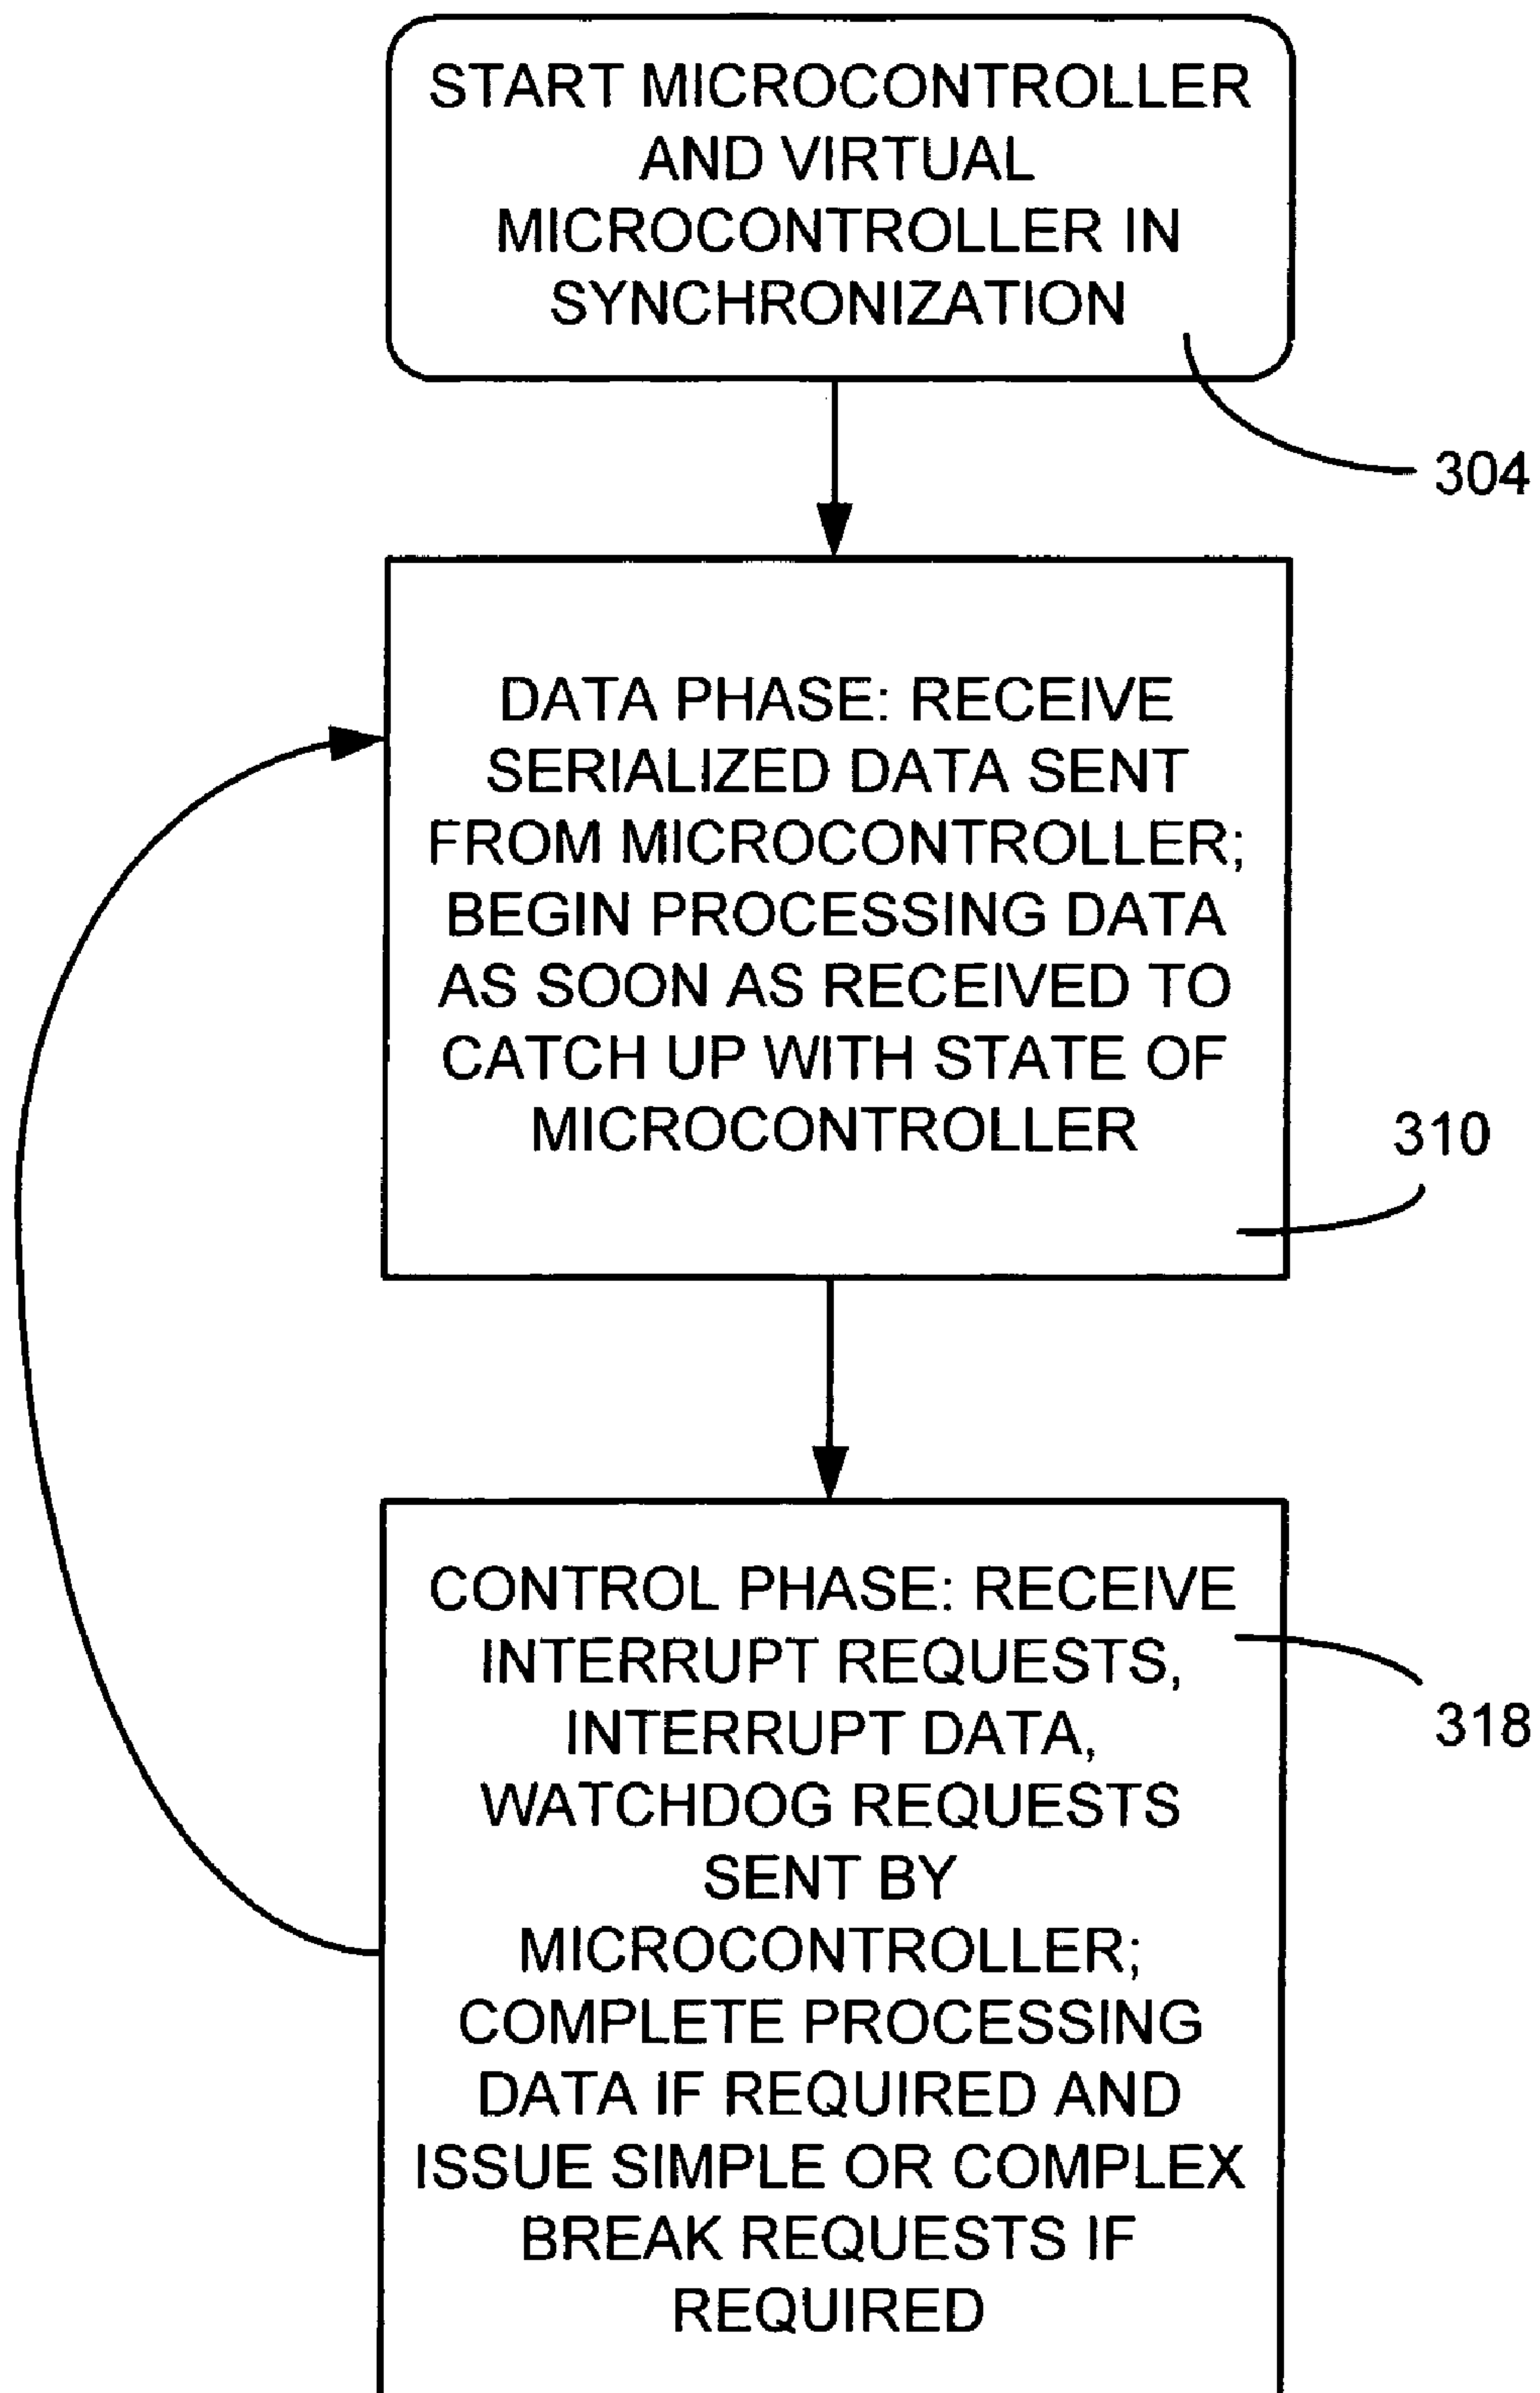 START MICROCONTROLLER
AND VIRTUAL
MICROCONTROLLER IN
SYNCHRONIZATION
304
DATA PHASE: RECEIVE
SERIALIZED DATA SENT
FROM MICROCONTROLLER;
BEGIN PROCESSING DATA
AS SOON AS RECEIVED TO
CATCH UP WITH STATE OF
MICROCONTROLLER
310
CONTROL PHASE: RECEIVE
INTERRUPT REQUESTS,
INTERRUPT DATA,
318
WATCHDOG REQUESTS
SENT BY
MICROCONTROLLER;
COMPLETE PROCESSING
DATA IF REQUIRED AND
ISSUE SIMPLE OR COMPLEX
BREAK REQUESTS IF
REQUIRED